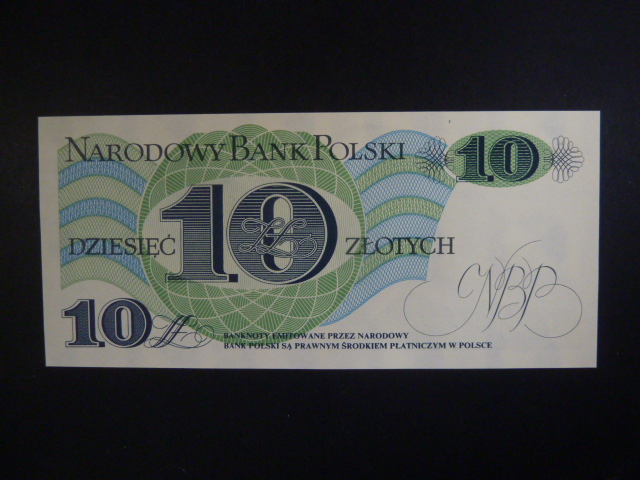 NARODOWY BANK POLSKI
10
10
DZIESIĘĆ ZŁOTYCH
NBP
10 zł
BANKNOTY EMITOWANE PRZEZ NARODOWY
BANK POLSKI SĄ PRAWNYM ŚRODKIEM PŁATNICZYM W POLSCE